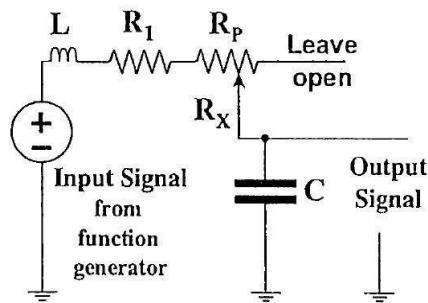 L
R1
RP
Leave
open
RX
+
−
Input Signal
from
function
generator
C
Output
Signal